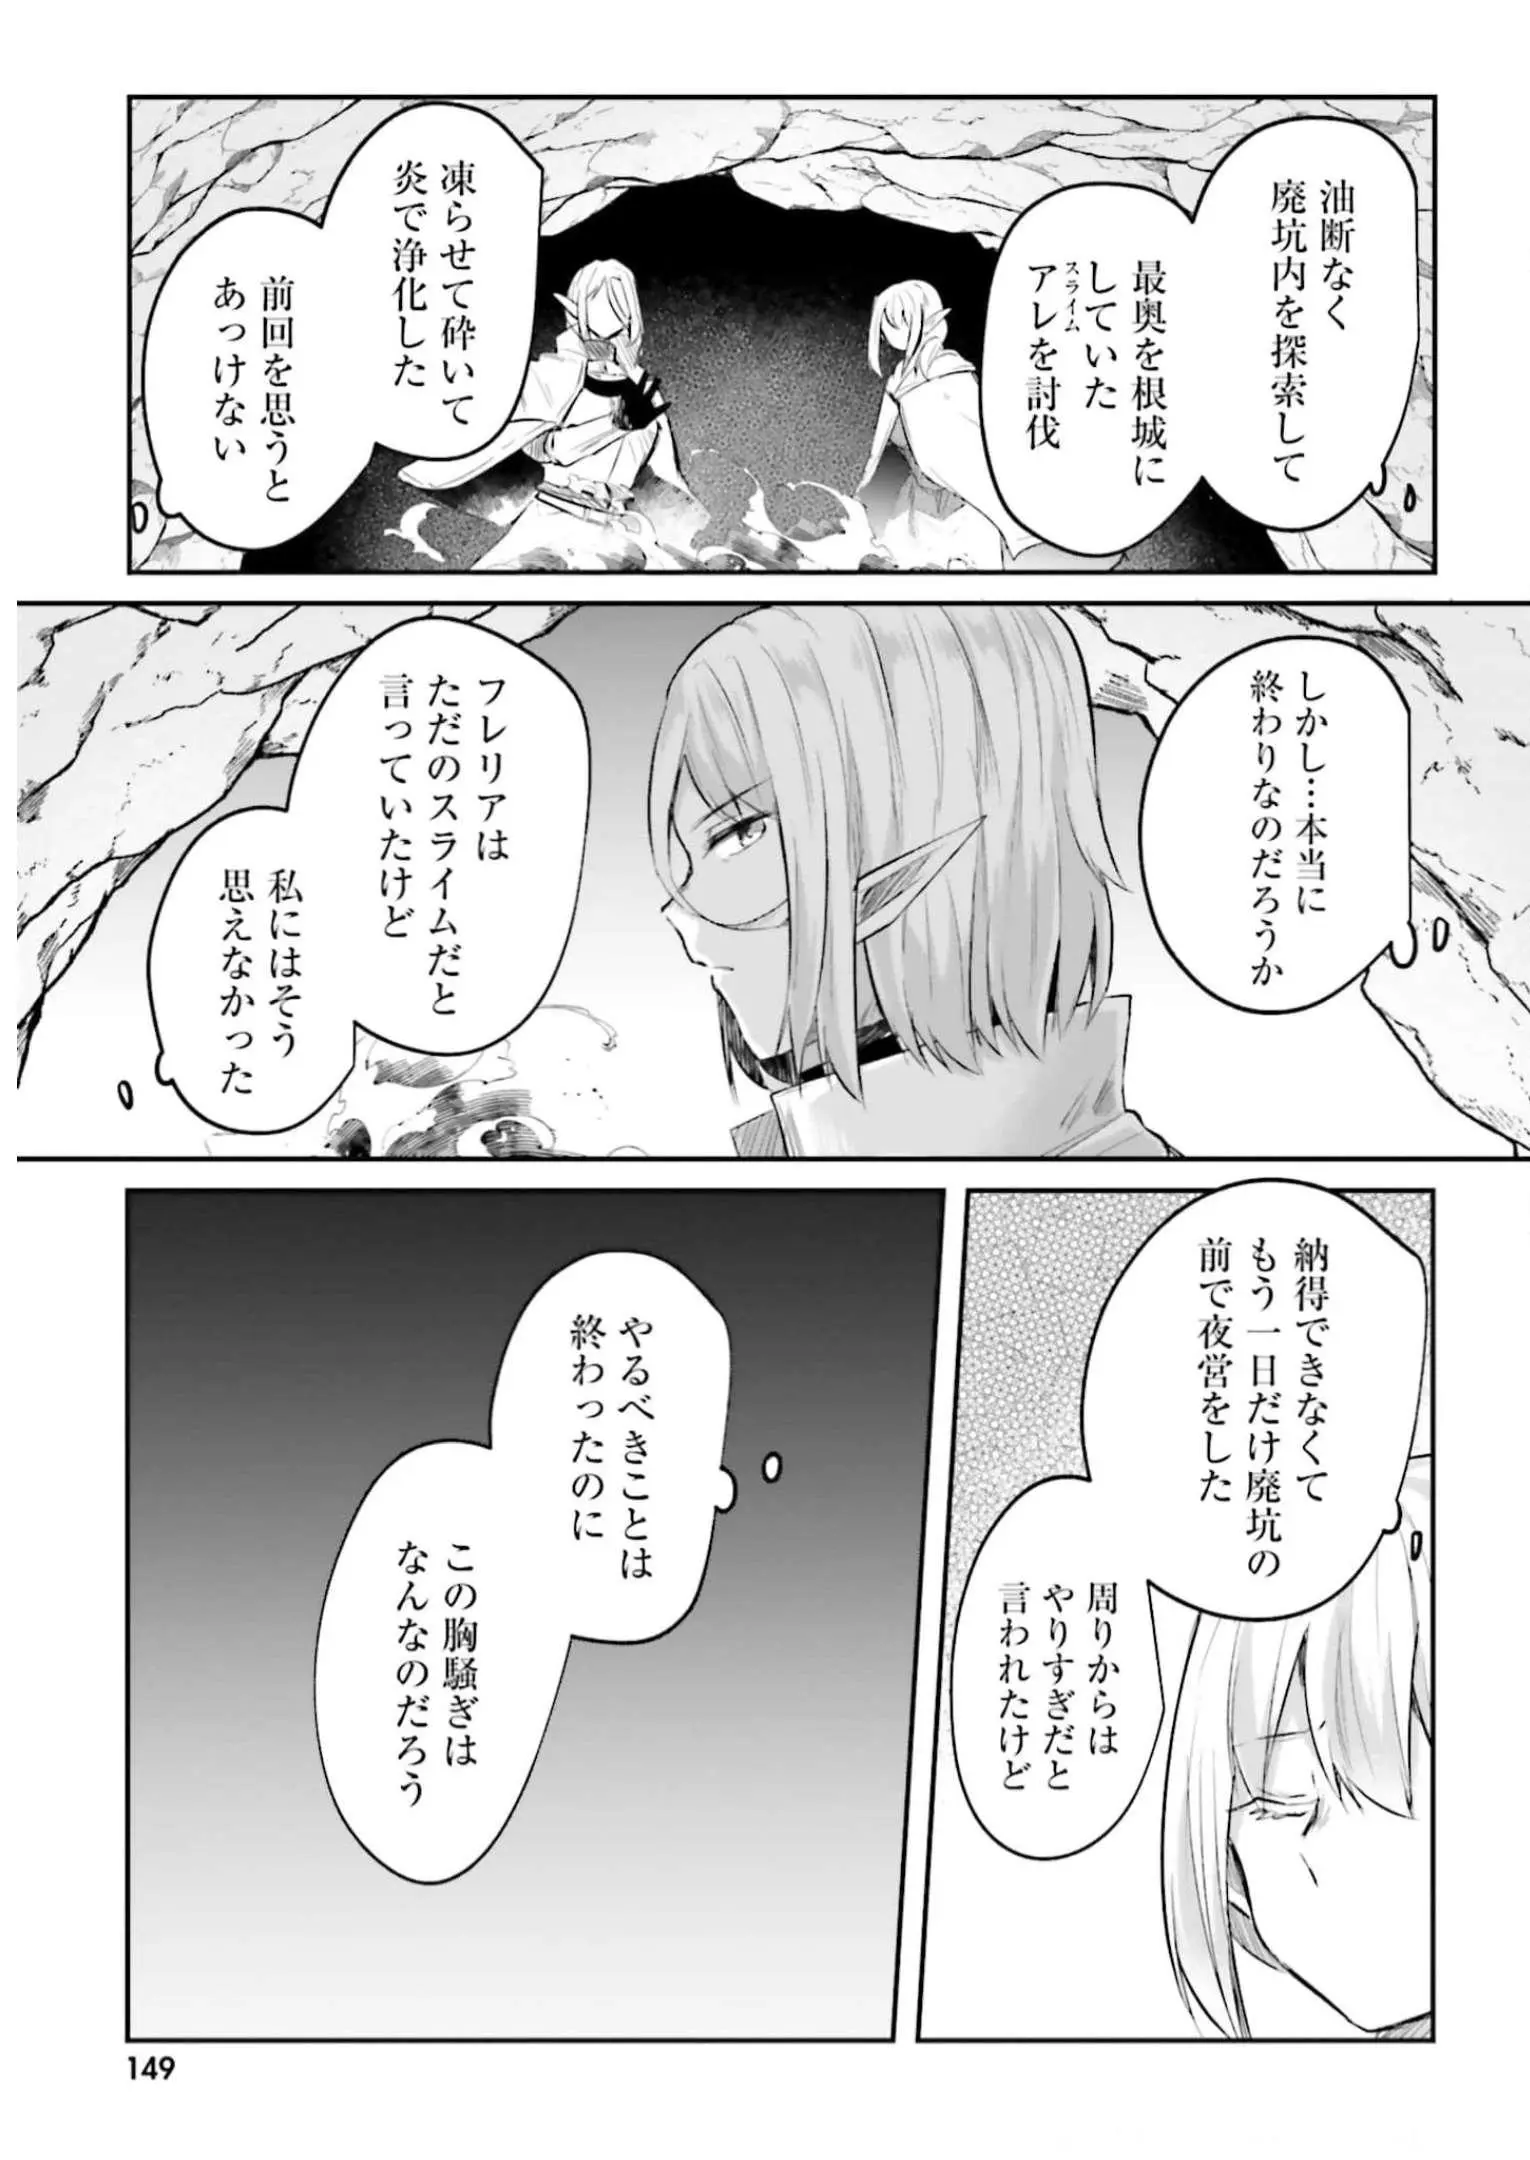 油断なく
廃坑内を探索して
最奥を根城に
していた
アレを討伐
スライム
凍らせて砕いて
炎で浄化した
前回を思うと
あっけない
しかし…本当に
終わりなのだろうか
フレリアは
ただのスライムだと
言っていたけど
私にはそう
思えなかった
納得できなくて
もう一日だけ廃坑の
前で夜営をした
周りからは
やりすぎだと
言われたけど
やるべきことは
終わったのに
この胸騒ぎは
なんなのだろう
149